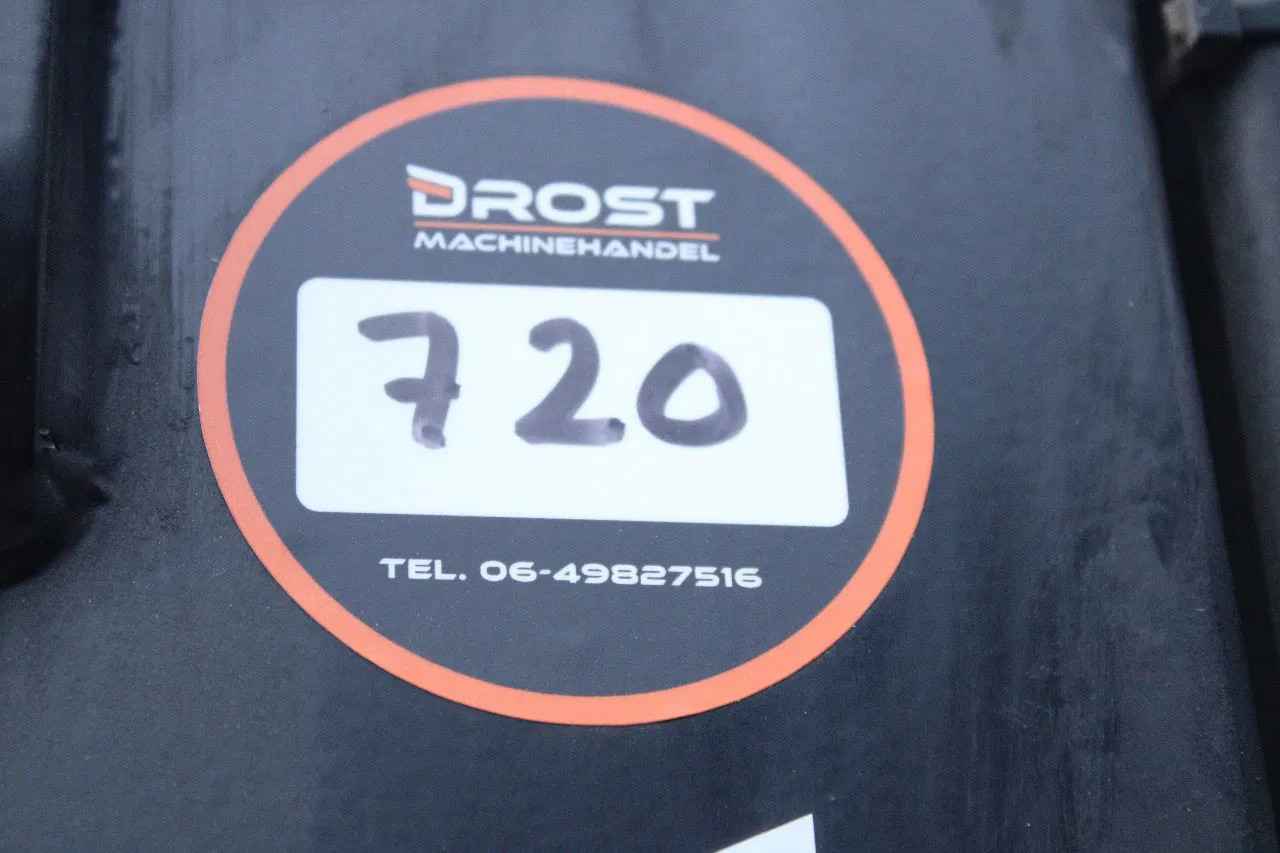 DROST
MACHINEHANDEL
720
TEL. 06-49827516